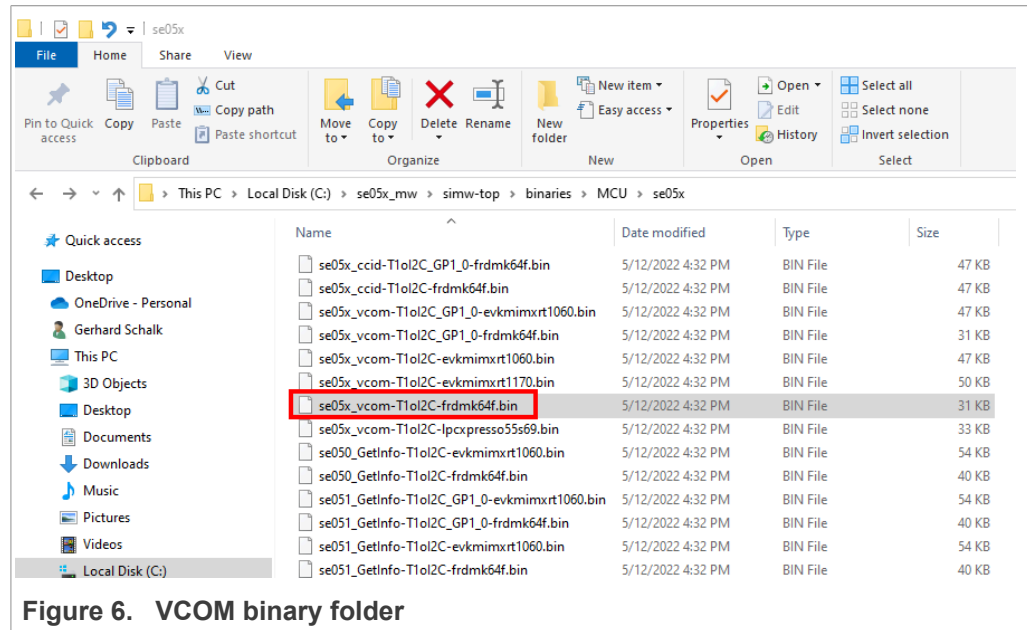 se05x
File Home Share View
Pin to Quick access
Copy
Paste
Cut
Copy path
Paste shortcut
Clipboard
Move to
Copy to
Delete
Rename
Organize
New folder
New item
Easy access
New
Properties
Open
Edit
History
Open
Select all
Select none
Invert selection
Select
This PC > Local Disk (C:) > se05x_mw > simw-top > binaries > MCU > se05x
Quick access
Desktop
OneDrive - Personal
Gerhard Schalk
This PC
3D Objects
Desktop
Documents
Downloads
Music
Pictures
Videos
Local Disk (C:)
Name Date modified Type Size
se05x_ccid-T1oI2C_GP1_0-frdmk64f.bin 5/12/2022 4:32 PM BIN File 47 KB
se05x_ccid-T1oI2C-frdmk64f.bin 5/12/2022 4:32 PM BIN File 47 KB
se05x_vcom-T1oI2C_GP1_0-evkmimxrt1060.bin 5/12/2022 4:32 PM BIN File 47 KB
se05x_vcom-T1oI2C_GP1_0-frdmk64f.bin 5/12/2022 4:32 PM BIN File 31 KB
se05x_vcom-T1oI2C-evkmimxrt1060.bin 5/12/2022 4:32 PM BIN File 47 KB
se05x_vcom-T1oI2C-evkmimxrt1170.bin 5/12/2022 4:32 PM BIN File 50 KB
se05x_vcom-T1oI2C-frdmk64f.bin 5/12/2022 4:32 PM BIN File 31 KB
se05x_vcom-T1oI2C-lpcxpresso55s69.bin 5/12/2022 4:32 PM BIN File 33 KB
se050_GetInfo-T1oI2C-evkmimxrt1060.bin 5/12/2022 4:32 PM BIN File 54 KB
se050_GetInfo-T1oI2C-frdmk64f.bin 5/12/2022 4:32 PM BIN File 40 KB
se051_GetInfo-T1oI2C_GP1_0-evkmimxrt1060.bin 5/12/2022 4:32 PM BIN File 54 KB
se051_GetInfo-T1oI2C_GP1_0-frdmk64f.bin 5/12/2022 4:32 PM BIN File 40 KB
se051_GetInfo-T1oI2C-evkmimxrt1060.bin 5/12/2022 4:32 PM BIN File 54 KB
se051_GetInfo-T1oI2C-frdmk64f.bin 5/12/2022 4:32 PM BIN File 40 KB
Figure 6. VCOM binary folder